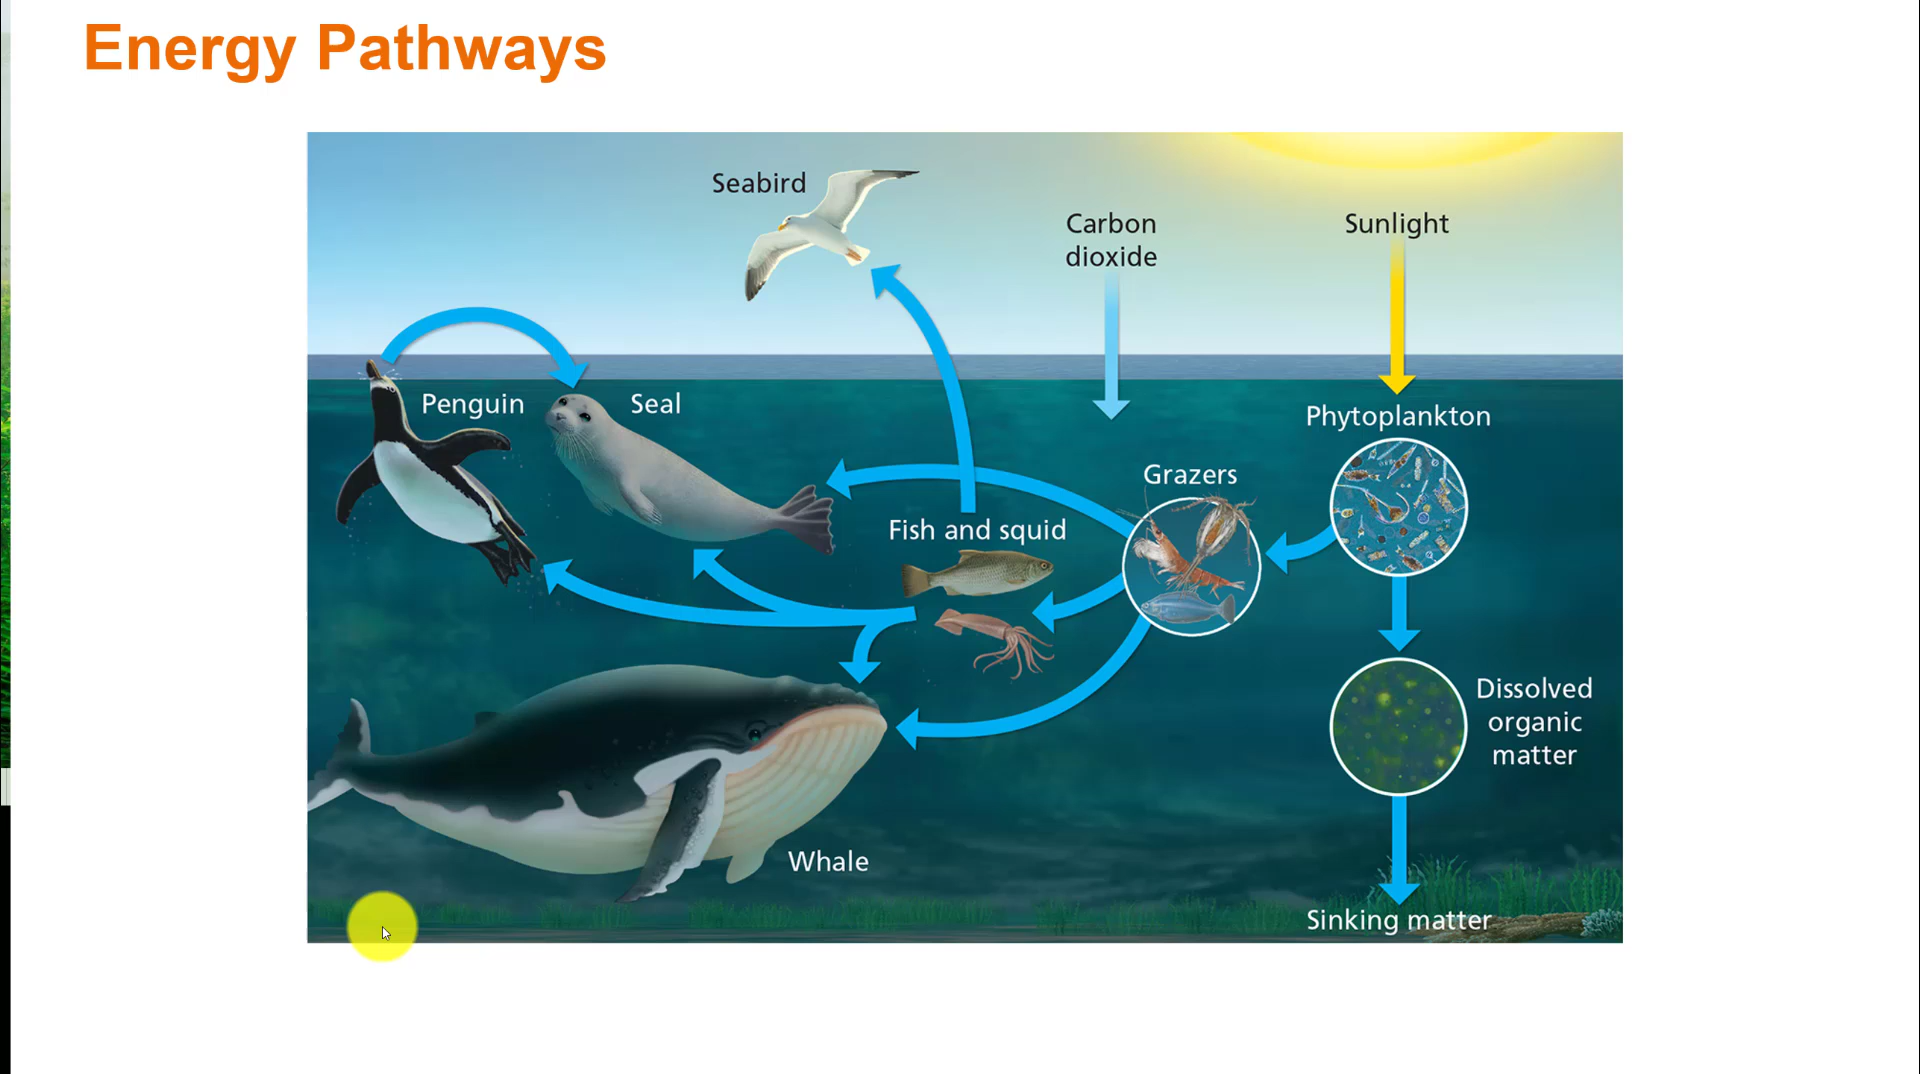 Energy Pathways
Seabird
Carbon
dioxide
Sunlight
Penguin
Seal
Phytoplankton
Grazers
Fish and squid
Dissolved
organic
matter
Whale
Sinking matter